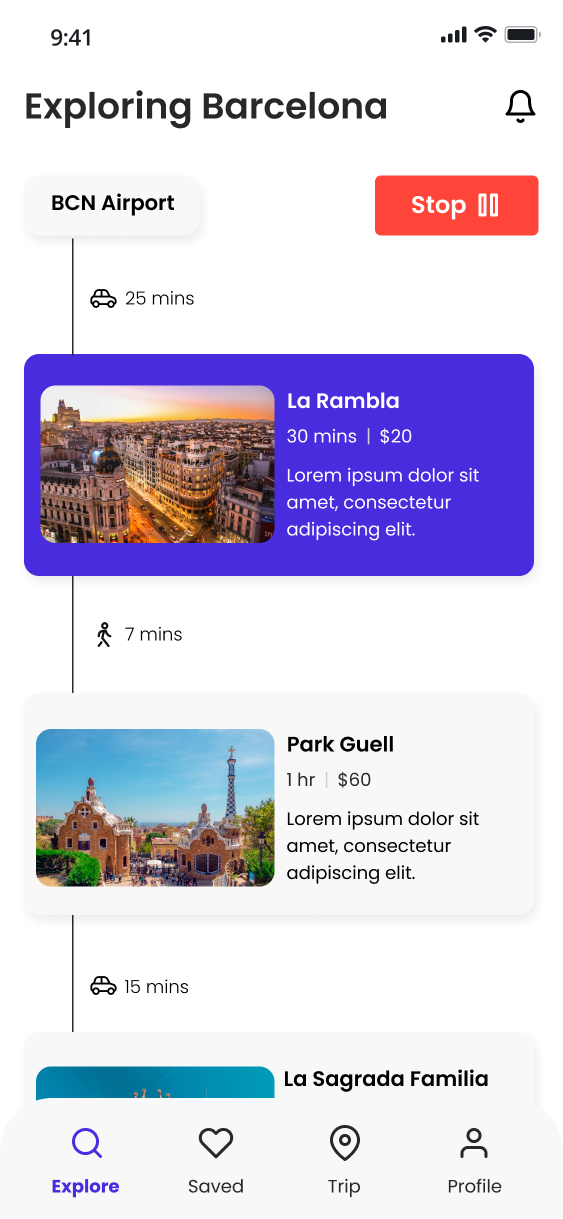 9:41
Exploring Barcelona
BCN Airport
Stop
25 mins
La Rambla
30 mins | $20
Lorem ipsum dolor sit
amet, consectetur
adipiscing elit.
7 mins
Park Guell
1 hr | $60
Lorem ipsum dolor sit
amet, consectetur
adipiscing elit.
15 mins
La Sagrada Familia
Explore
Saved
Trip
Profile